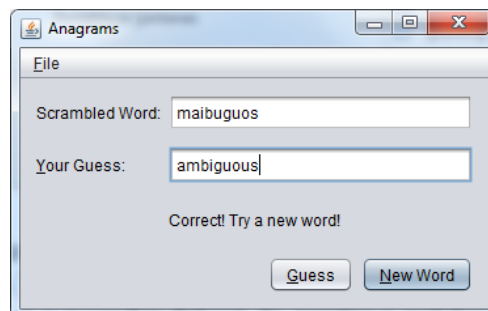 Anagrams
File
Scrambled Word: maibuguos
Your Guess: ambiguous
Correct! Try a new word!
Guess New Word